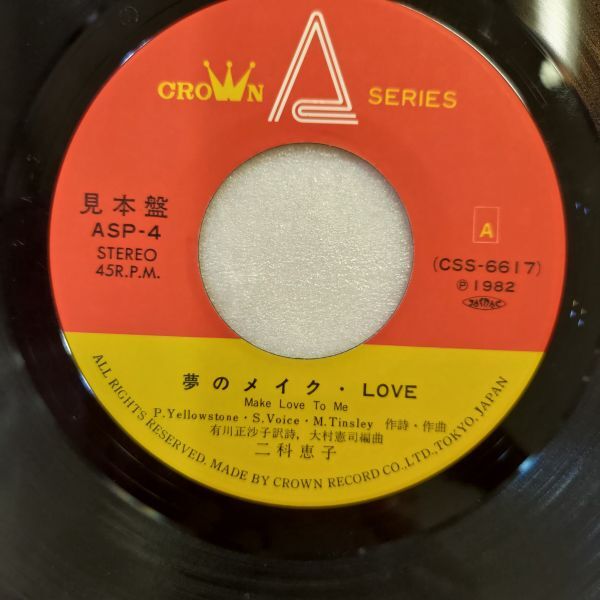 CROWN A SERIES
見本盤
ASP-4
STEREO
45R.P.M.
A
(CSS-6617)
Ⓟ1982
JASRAC
夢のメイク・LOVE
Make Love To Me
P.Yellowstone・S.Voice・M.Tinsley 作詩・作曲
有川正沙子訳詩, 大村憲司編曲
二科恵子
ALL RIGHTS RESERVED. MADE BY CROWN RECORD CO., LTD., TOKYO, JAPAN